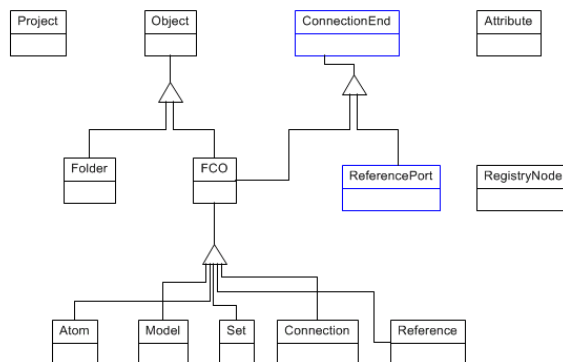 Project
Object
ConnectionEnd
Attribute
Folder
FCO
ReferencePort
RegistryNode
Atom
Model
Set
Connection
Reference